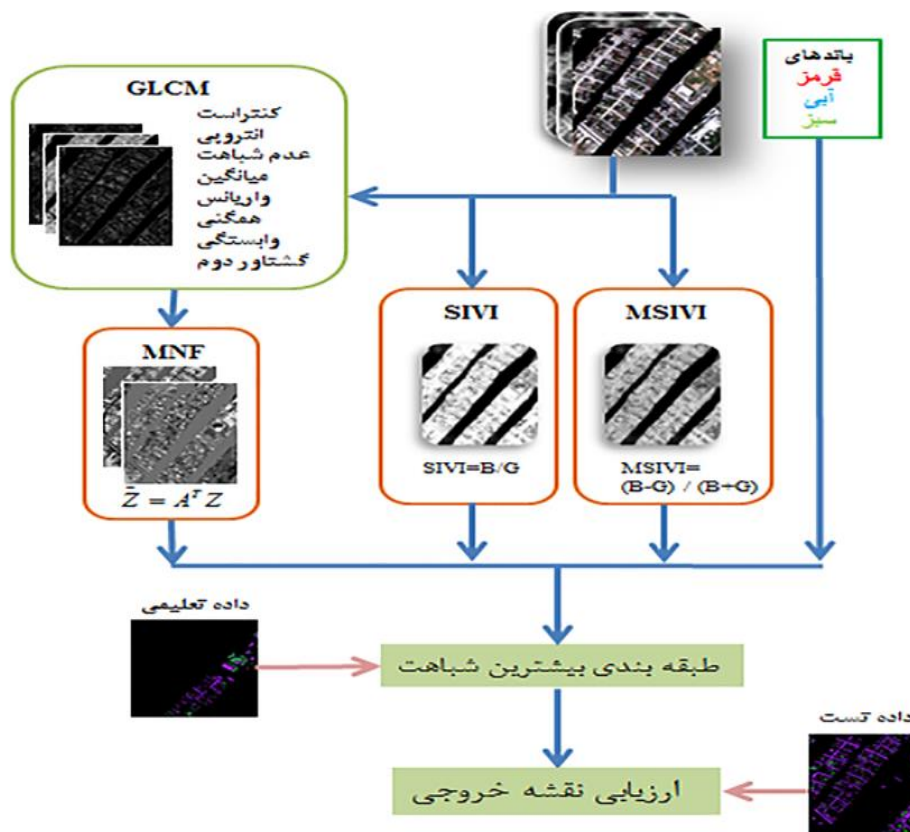 GLCM
کنتراست
انتروپی
عدم شباهت
میانگین
واریانس
همگنی
وابستگی
گشتاور دوم
باندهای
قرمز
آبی
سبز
MNF
Z̄ = Aᵀ Z
SIVI
SIVI=B/G
MSIVI
MSIVI=
(B-G) / (B+G)
داده تعلیمی
طبقه بندی بیشترین شباهت
داده تست
ارزیابی نقشه خروجی